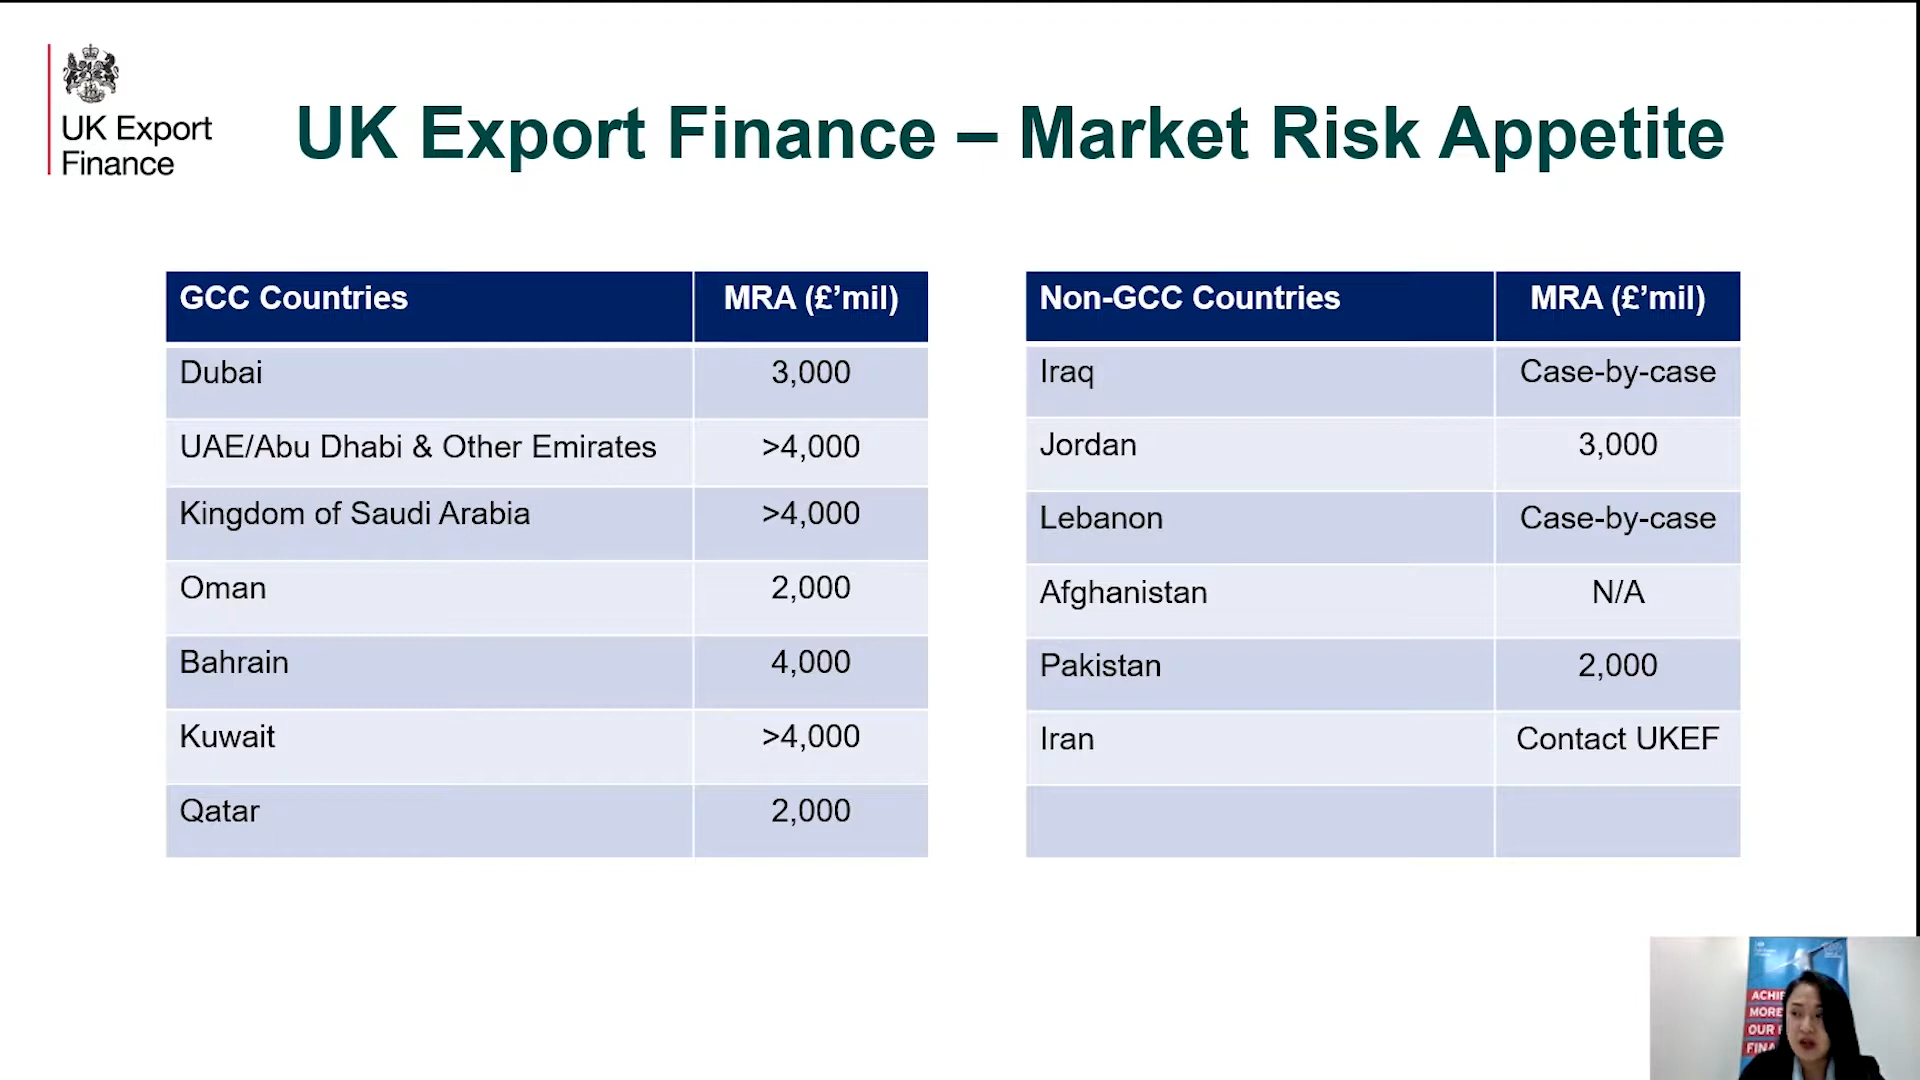 UK Export
Finance
UK Export Finance – Market Risk Appetite
GCC Countries MRA (£’mil)
Dubai 3,000
UAE/Abu Dhabi & Other Emirates >4,000
Kingdom of Saudi Arabia >4,000
Oman 2,000
Bahrain 4,000
Kuwait >4,000
Qatar 2,000
Non-GCC Countries MRA (£’mil)
Iraq Case-by-case
Jordan 3,000
Lebanon Case-by-case
Afghanistan N/A
Pakistan 2,000
Iran Contact UKEF
MORE
OUR